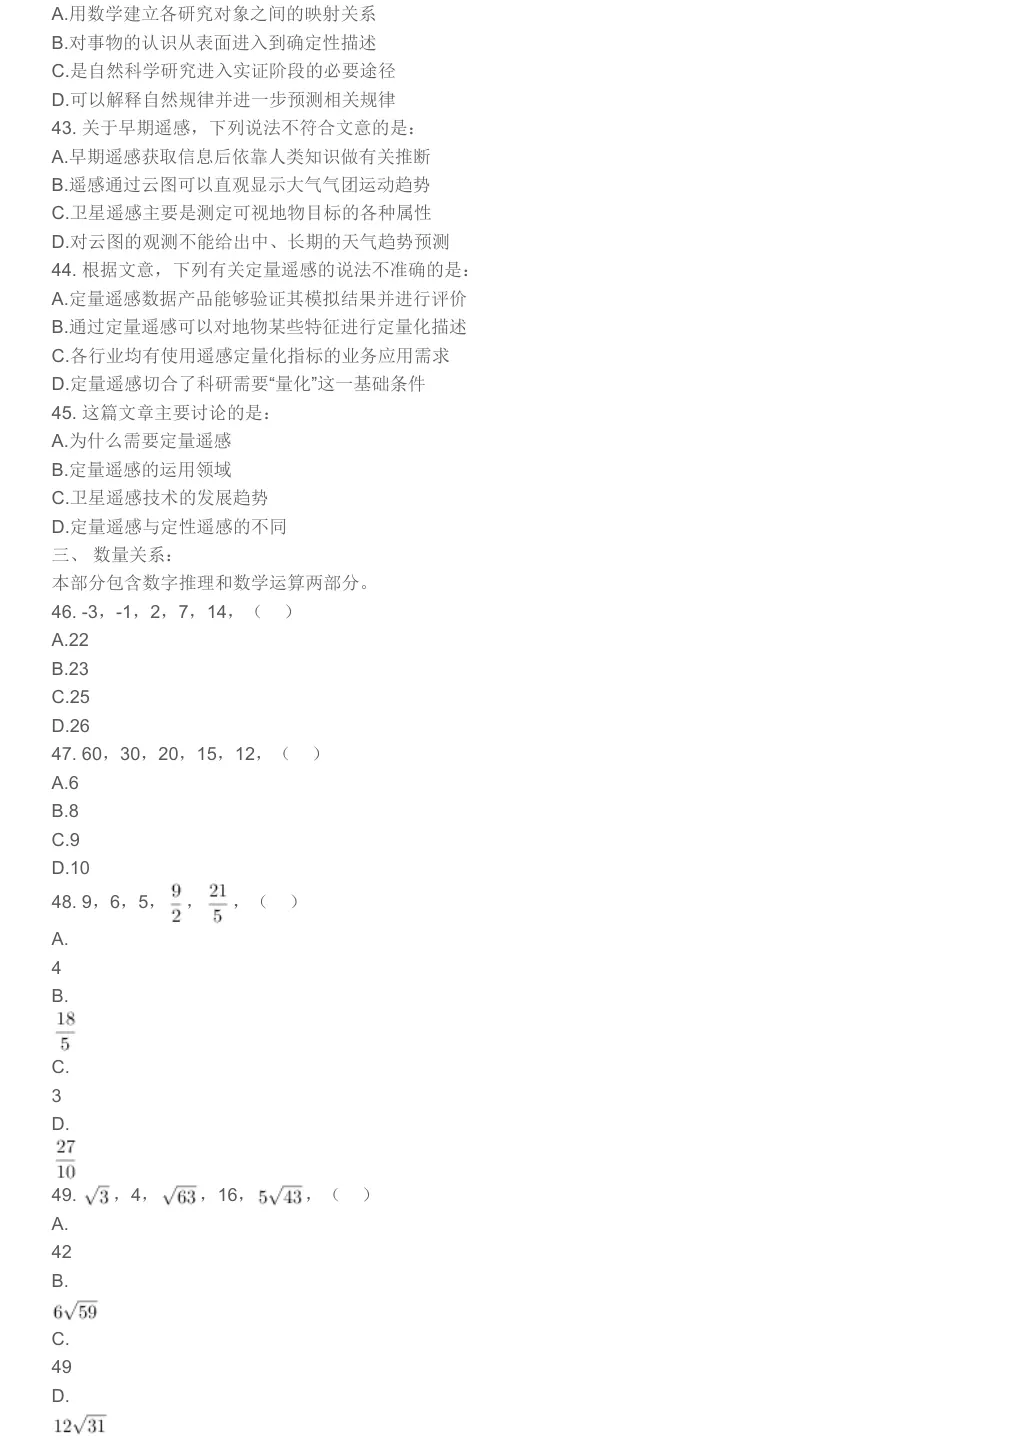 A.用数学建立各研究对象之间的映射关系
B.对事物的认识从表面进入到确定性描述
C.是自然科学研究进入实证阶段的必要途径
D.可以解释自然规律并进一步预测相关规律
43. 关于早期遥感，下列说法不符合文意的是：
A.早期遥感获取信息后依靠人类知识做有关推断
B.遥感通过云图可以直观显示大气气团运动趋势
C.卫星遥感主要是测定可视地物目标的各种属性
D.对云图的观测不能给出中、长期的天气趋势预测
44. 根据文意，下列有关定量遥感的说法不准确的是：
A.定量遥感数据产品能够验证其模拟结果并进行评价
B.通过定量遥感可以对地物某些特征进行定量化描述
C.各行业均有使用遥感定量化指标的业务应用需求
D.定量遥感切合了科研需要“量化”这一基础条件
45. 这篇文章主要讨论的是：
A.为什么需要定量遥感
B.定量遥感的运用领域
C.卫星遥感技术的发展趋势
D.定量遥感与定性遥感的不同
三、 数量关系：
本部分包含数字推理和数学运算两部分。
46. -3，-1，2，7，14，（ ）
A.22
B.23
C.25
D.26
47. 60，30，20，15，12，（ ）
A.6
B.8
C.9
D.10
48. 9，6，5，9/2，21/5，（ ）
A.
4
B.
18/5
C.
3
D.
27/10
49. √3，4，√63，16，5√43，（ ）
A.
42
B.
6√59
C.
49
D.
12√31